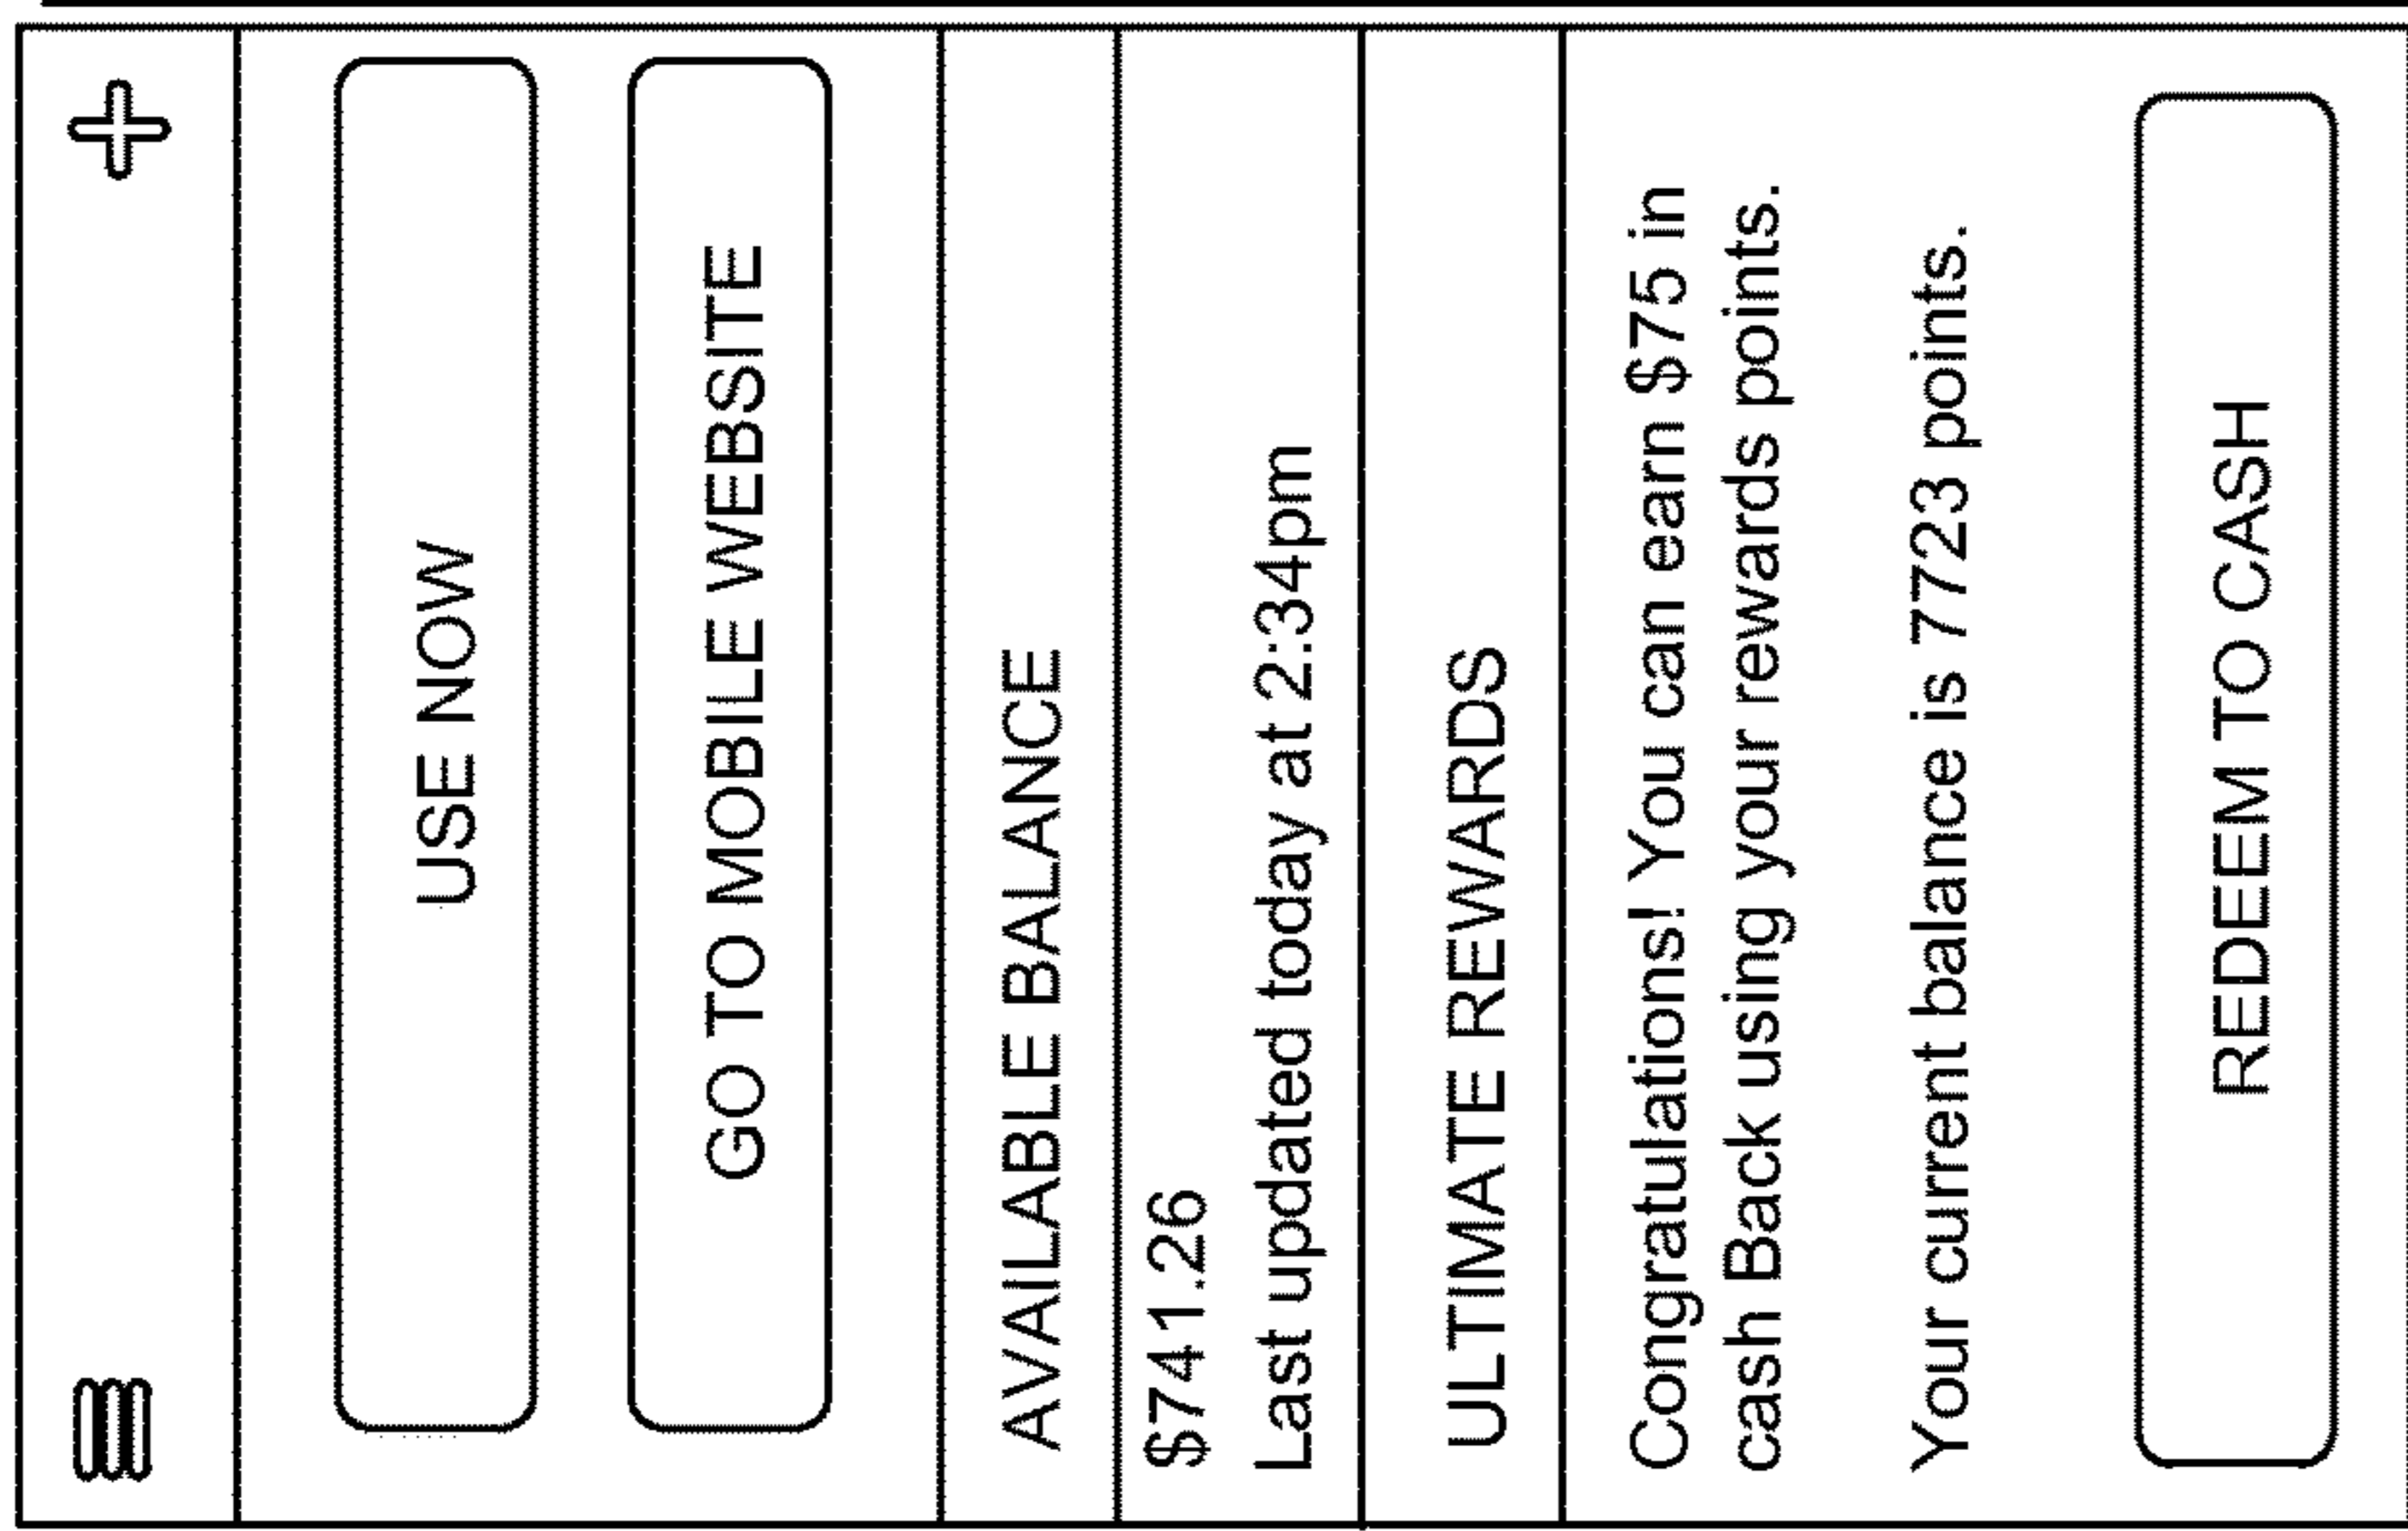 USE NOW
GO TO MOBILE WEBSITE
AVAILABLE BALANCE
$741.26
Last updated today at 2:34pm
ULTIMATE REWARDS
Congratulations! You can earn $75 in
cash Back using your rewards points.
Your current balance is 7723 points.
REDEEM TO CASH